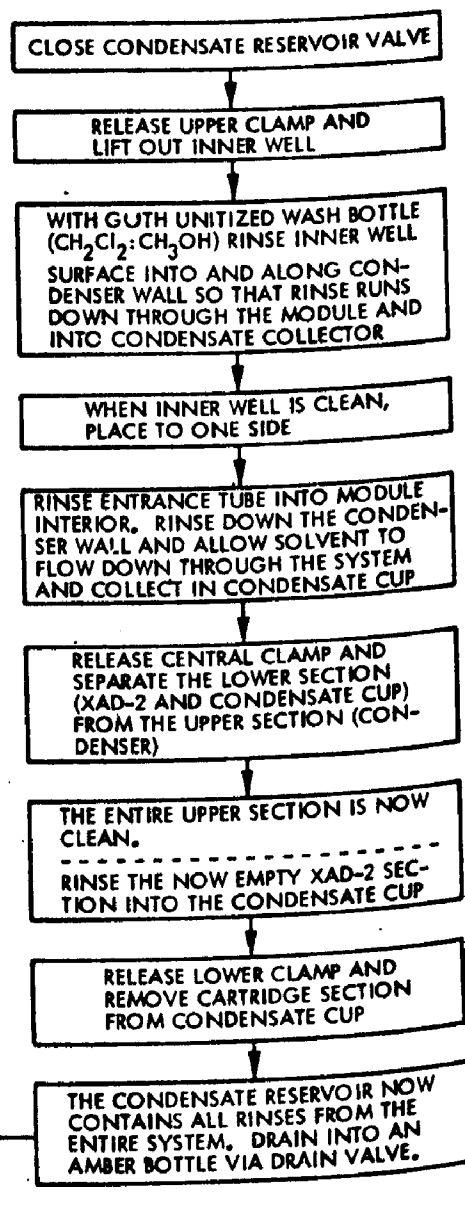 CLOSE CONDENSATE RESERVOIR VALVE
RELEASE UPPER CLAMP AND
LIFT OUT INNER WELL
WITH GUTH UNITIZED WASH BOTTLE
(CH2Cl2:CH3OH) RINSE INNER WELL
SURFACE INTO AND ALONG CON-
DENSER WALL SO THAT RINSE RUNS
DOWN THROUGH THE MODULE AND
INTO CONDENSATE COLLECTOR
WHEN INNER WELL IS CLEAN,
PLACE TO ONE SIDE
RINSE ENTRANCE TUBE INTO MODULE
INTERIOR. RINSE DOWN THE CONDEN-
SER WALL AND ALLOW SOLVENT TO
FLOW DOWN THROUGH THE SYSTEM
AND COLLECT IN CONDENSATE CUP
RELEASE CENTRAL CLAMP AND
SEPARATE THE LOWER SECTION
(XAD-2 AND CONDENSATE CUP)
FROM THE UPPER SECTION (CON-
DENSER)
THE ENTIRE UPPER SECTION IS NOW
CLEAN.
RINSE THE NOW EMPTY XAD-2 SEC-
TION INTO THE CONDENSATE CUP
RELEASE LOWER CLAMP AND
REMOVE CARTRIDGE SECTION
FROM CONDENSATE CUP
THE CONDENSATE RESERVOIR NOW
CONTAINS ALL RINSES FROM THE
ENTIRE SYSTEM. DRAIN INTO AN
AMBER BOTTLE VIA DRAIN VALVE.